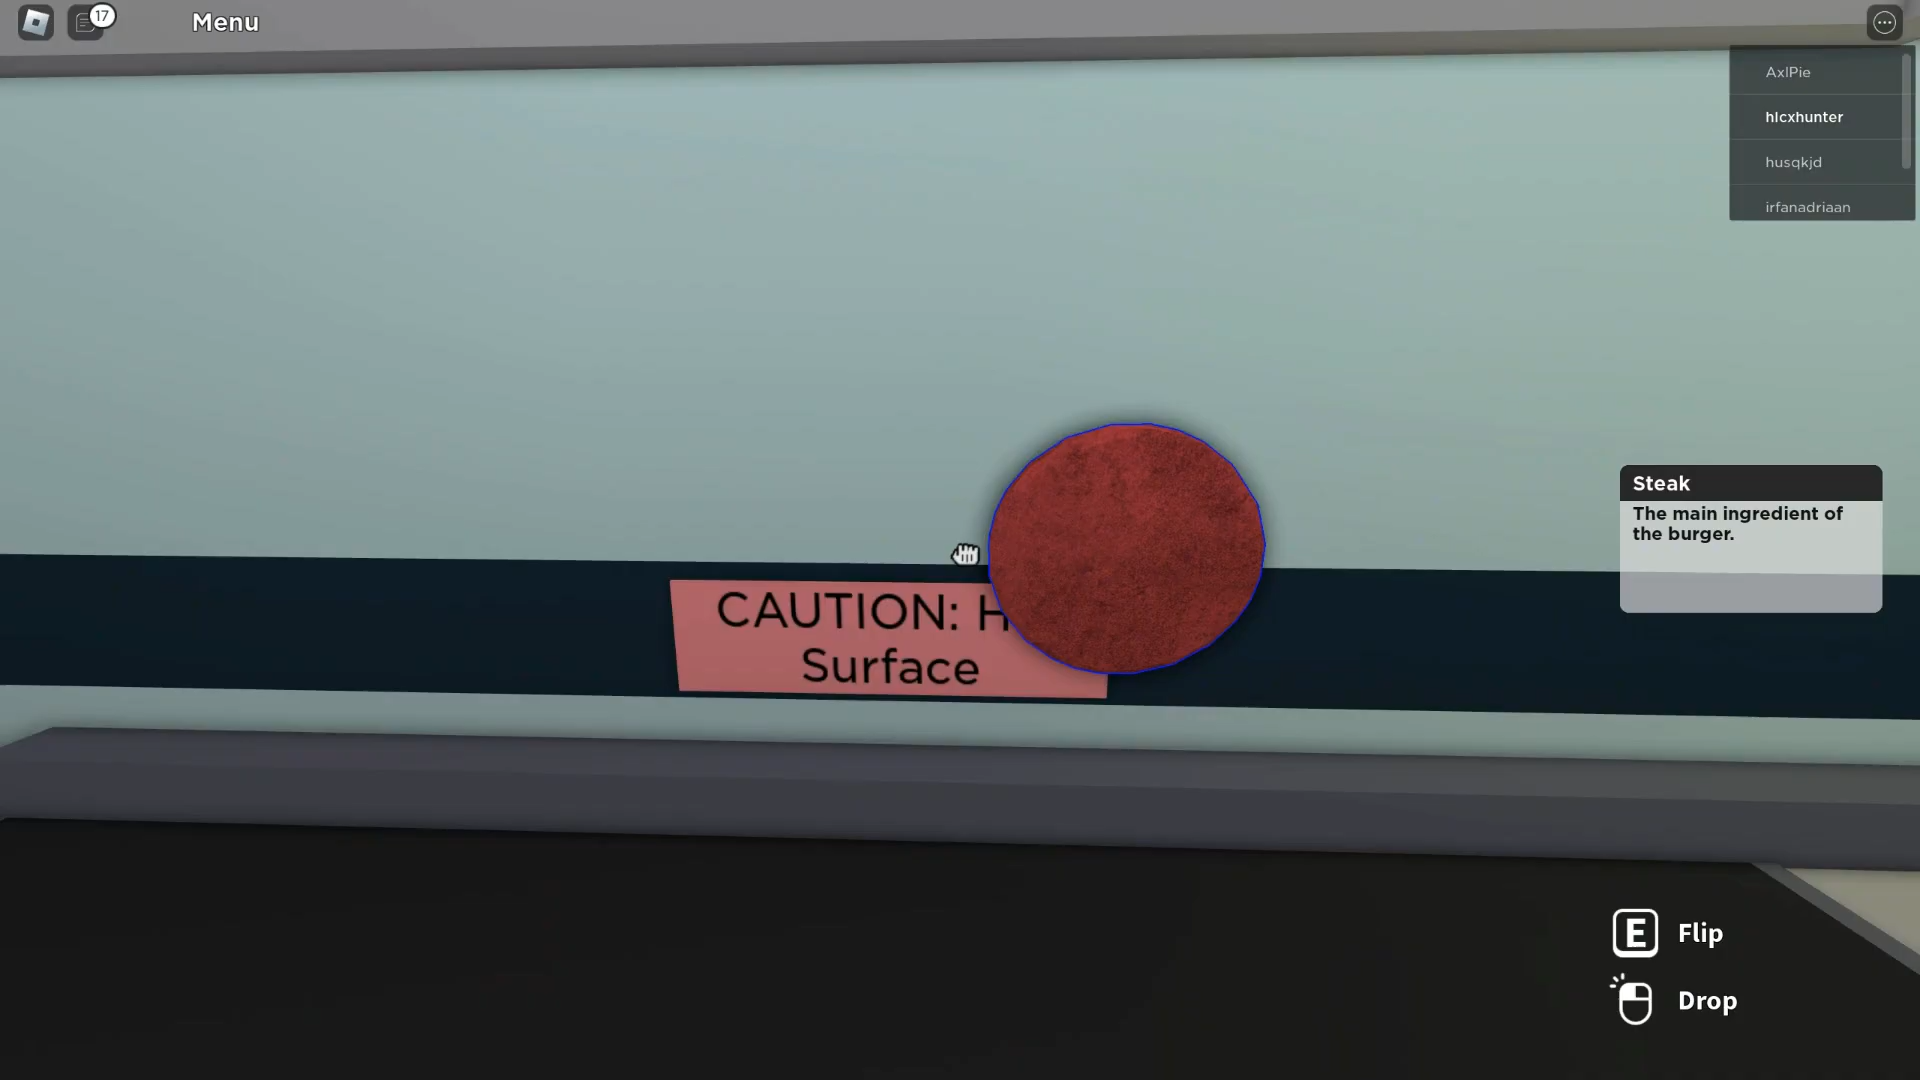 17
Menu
AxlPie
hlcxhunter
husqkjd
irfanadriaan
Steak
The main ingredient of
the burger.
CAUTION: H
Surface
E Flip
Drop